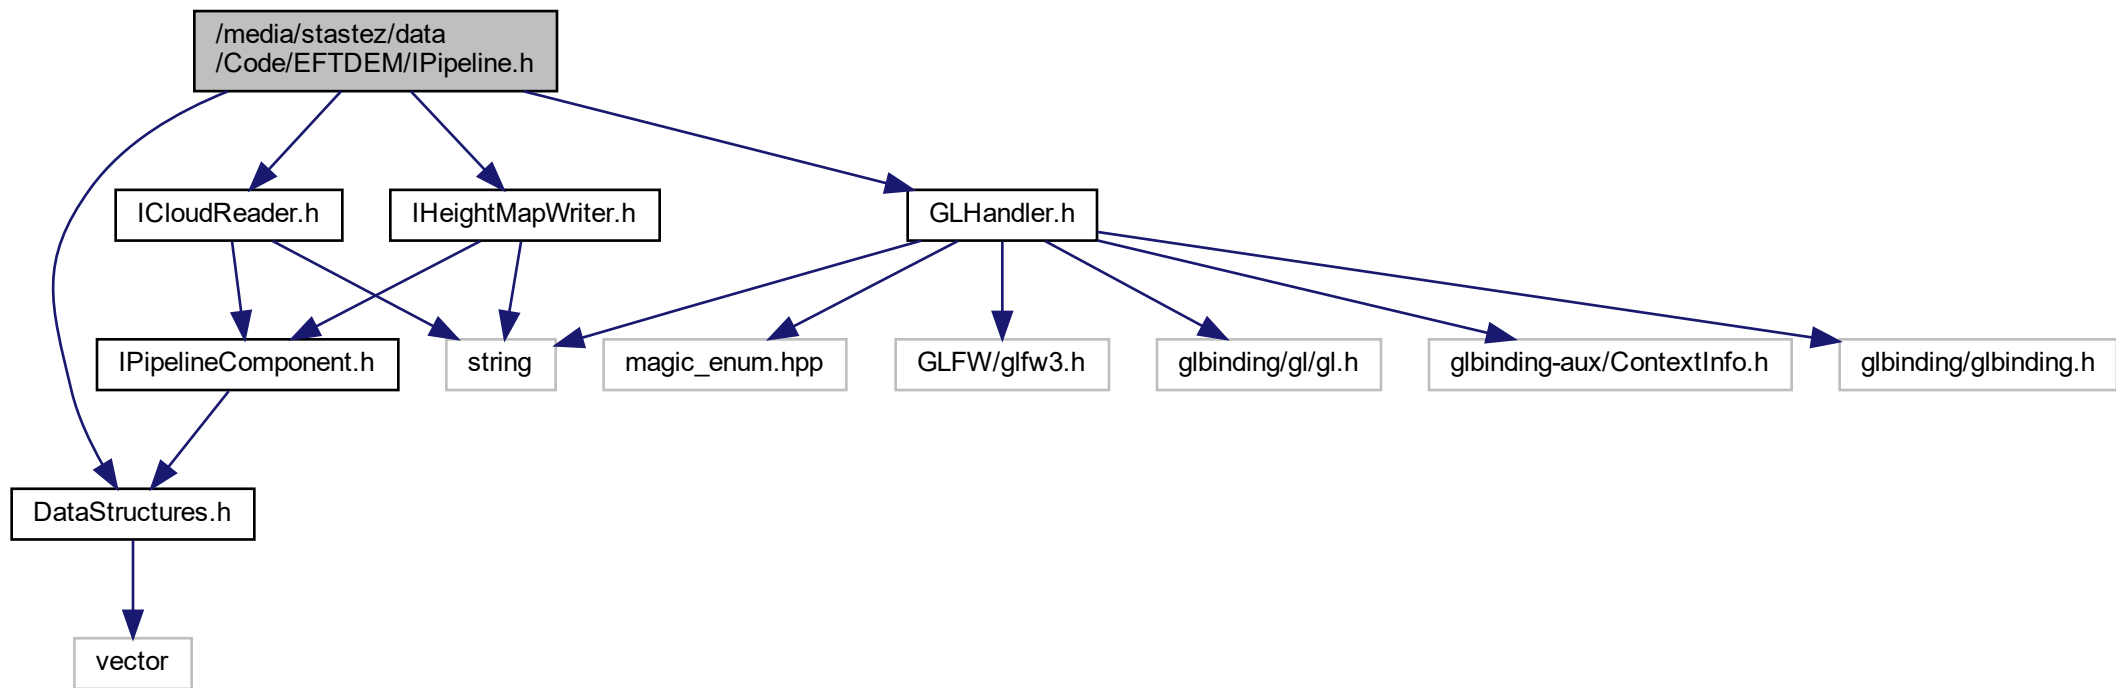 /media/stastez/data
/Code/EFTDEM/IPipeline.h
ICloudReader.h
IHeightMapWriter.h
GLHandler.h
IPipelineComponent.h
string
magic_enum.hpp
GLFW/glfw3.h
glbinding/gl/gl.h
glbinding-aux/ContextInfo.h
glbinding/glbinding.h
DataStructures.h
vector